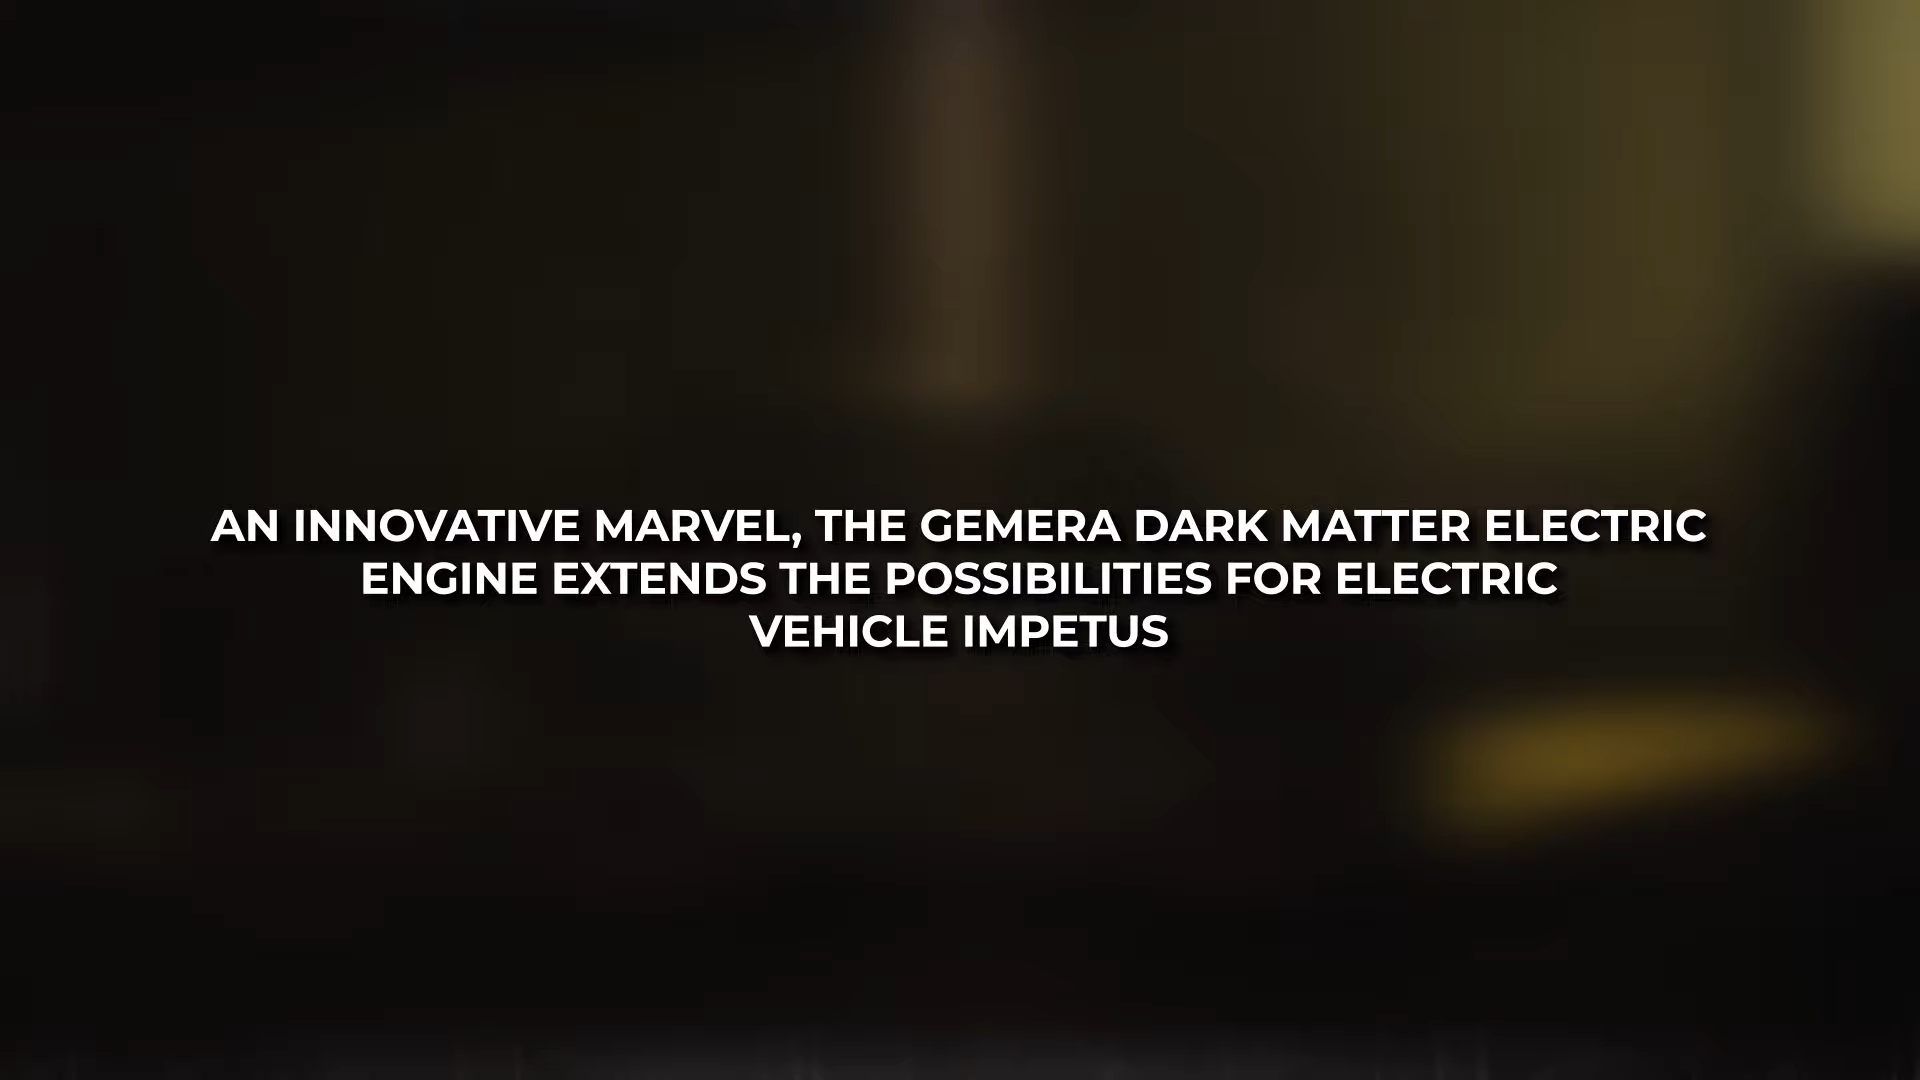 AN INNOVATIVE MARVEL, THE GEMERA DARK MATTER ELECTRIC
ENGINE EXTENDS THE POSSIBILITIES FOR ELECTRIC
VEHICLE IMPETUS